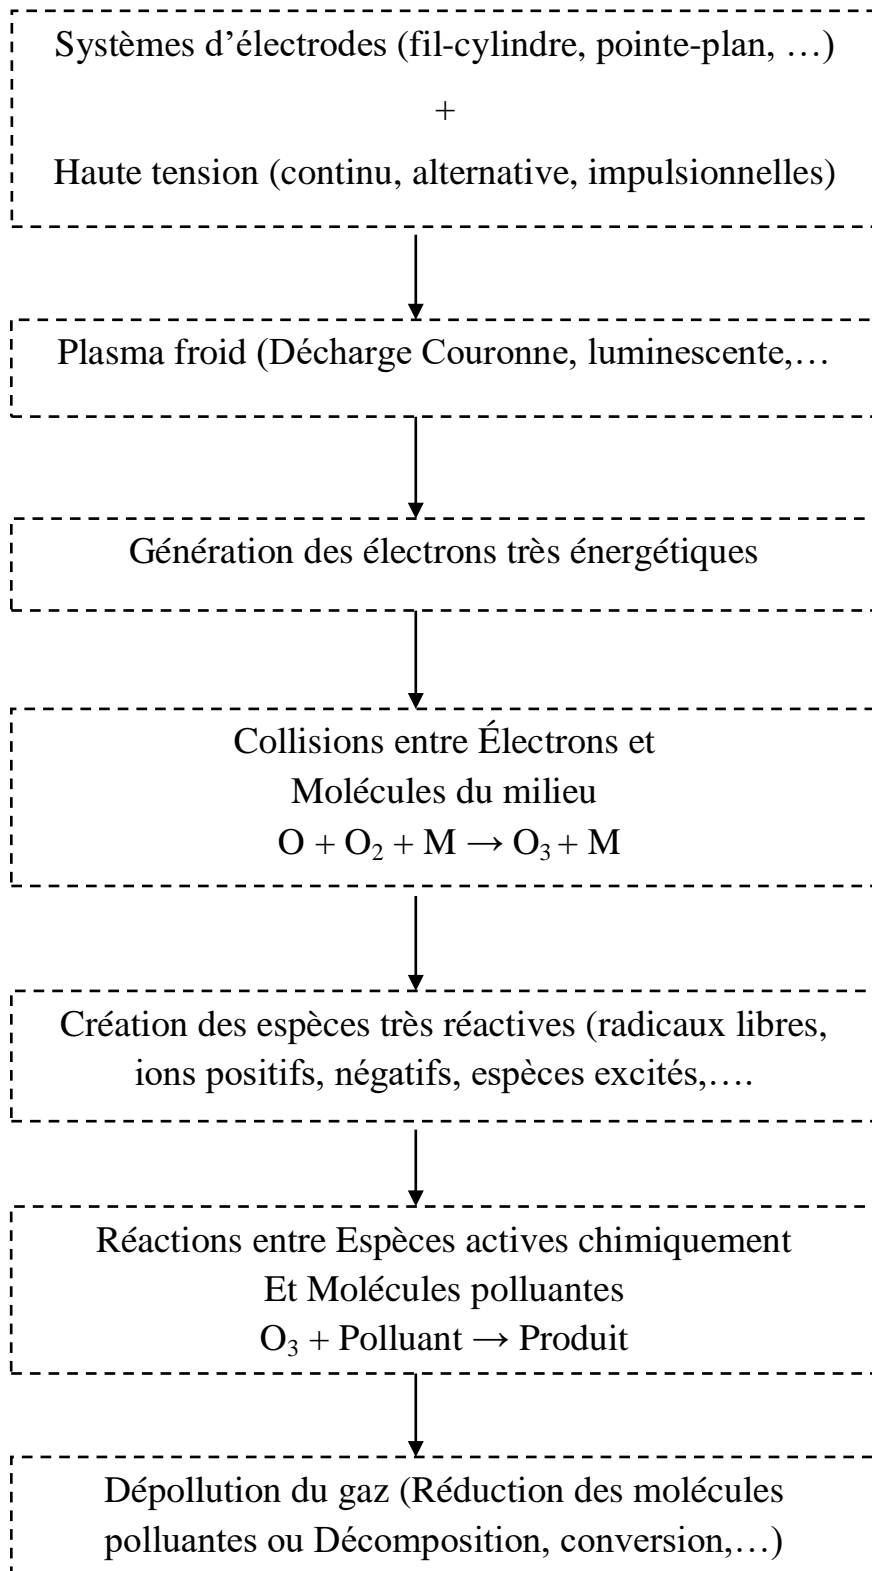 Systèmes d’électrodes (fil-cylindre, pointe-plan, …)
+
Haute tension (continu, alternative, impulsionnelles)
Plasma froid (Décharge Couronne, luminescente,…
Génération des électrons très énergétiques
Collisions entre Électrons et
Molécules du milieu
O + O₂ + M → O₃ + M
Création des espèces très réactives (radicaux libres,
ions positifs, négatifs, espèces excités,….
Réactions entre Espèces actives chimiquement
Et Molécules polluantes
O₃ + Polluant → Produit
Dépollution du gaz (Réduction des molécules
polluantes ou Décomposition, conversion,…)